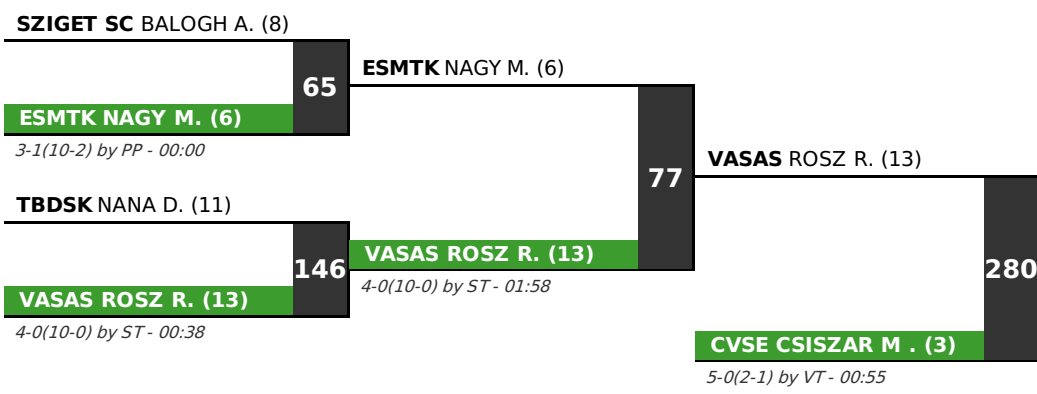 SZIGET SC BALOGH A. (8)
65
ESMTK NAGY M. (6)
3-1(10-2) by PP - 00:00
TBDSK NANA D. (11)
146
VASAS ROSZ R. (13)
4-0(10-0) by ST - 00:38
ESMTK NAGY M. (6)
77
VASAS ROSZ R. (13)
4-0(10-0) by ST - 01:58
VASAS ROSZ R. (13)
280
CVSE CSISZAR M . (3)
5-0(2-1) by VT - 00:55